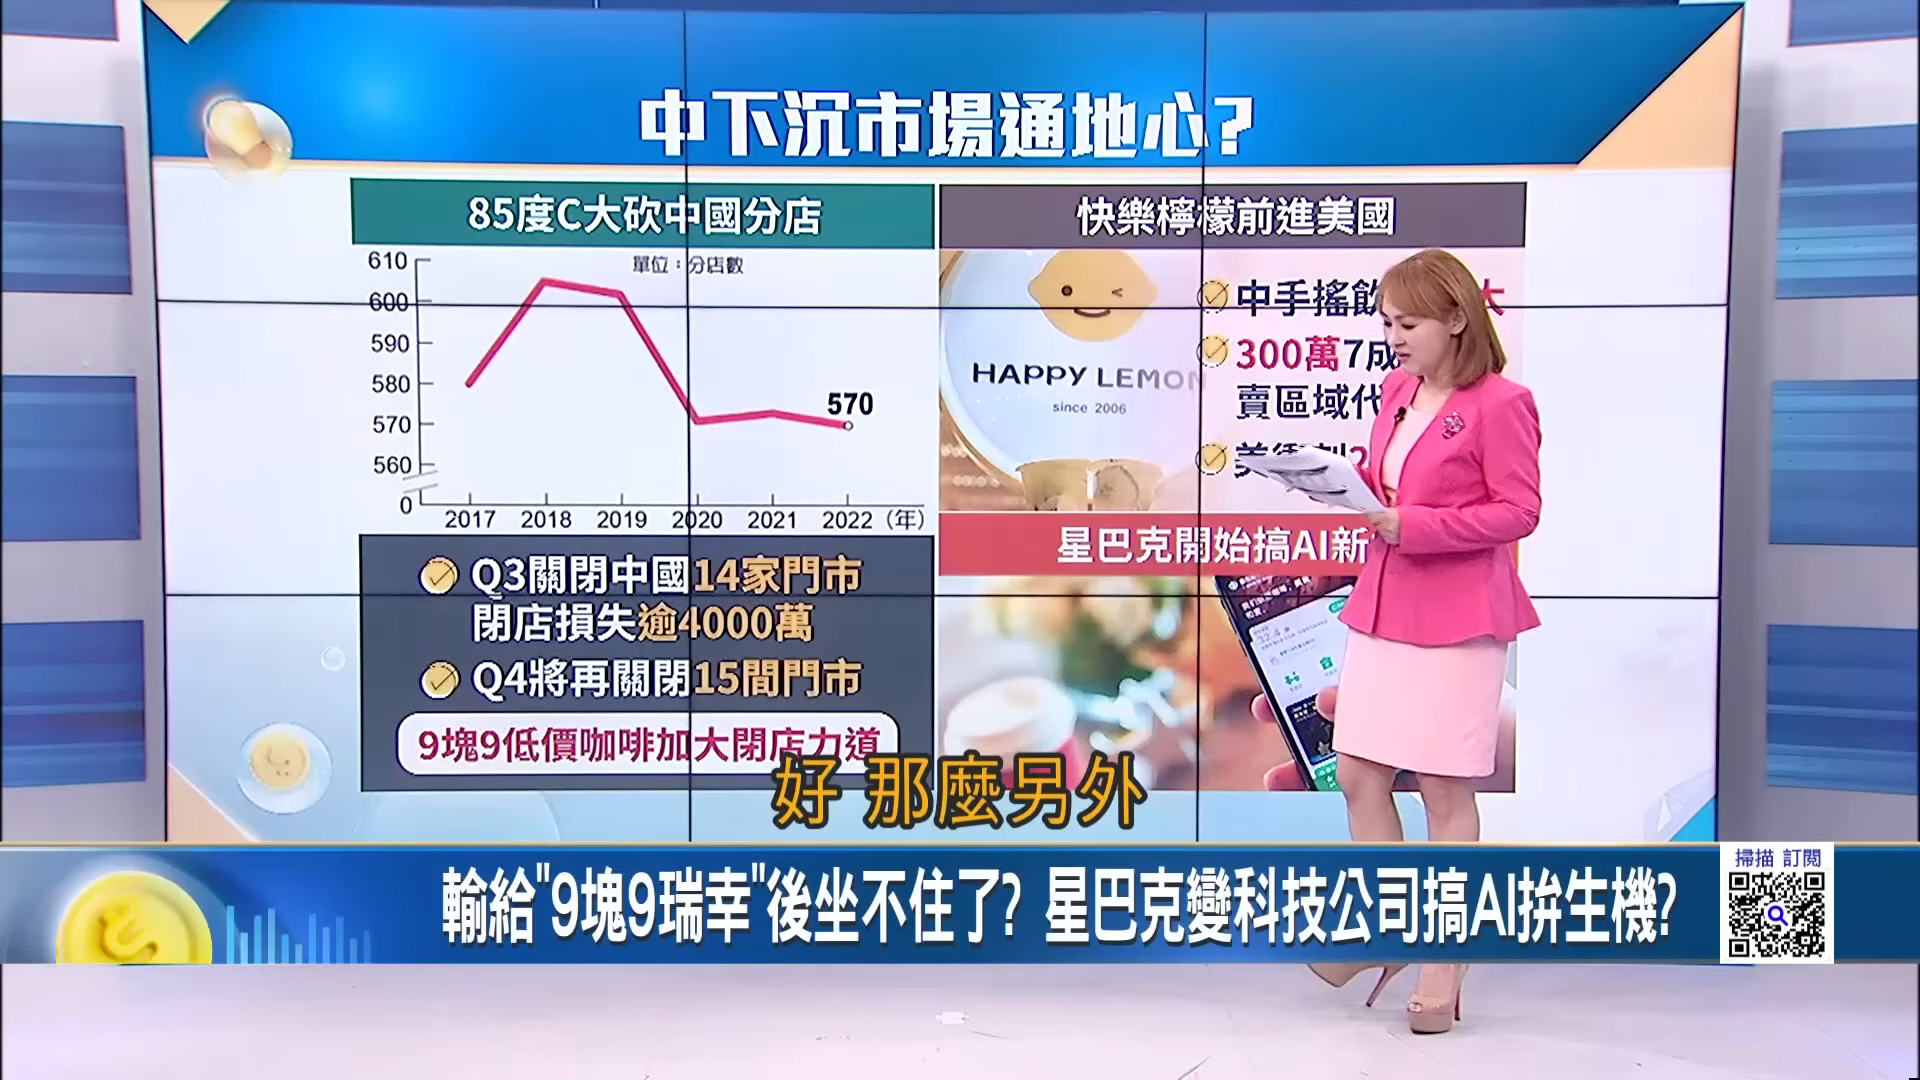 中下沉市場通地心?
85度C大砍中國分店
單位：分店數
610
600
590
580
570
560
0
570
2017 2018 2019 2020 2021 2022 (年)
Q3關閉中國14家門市
閉店損失逾4000萬
Q4將再關閉15間門市
9塊9低價咖啡加大閉店力道
快樂檸檬前進美國
HAPPY LEMON
since 2006
中手搖飲
大
300萬7成
賣區域代
美
星巴克開始搞AI新
好 那麼另外
輸給"9塊9瑞幸"後坐不住了? 星巴克變科技公司搞AI拚生機?
掃描 訂閱